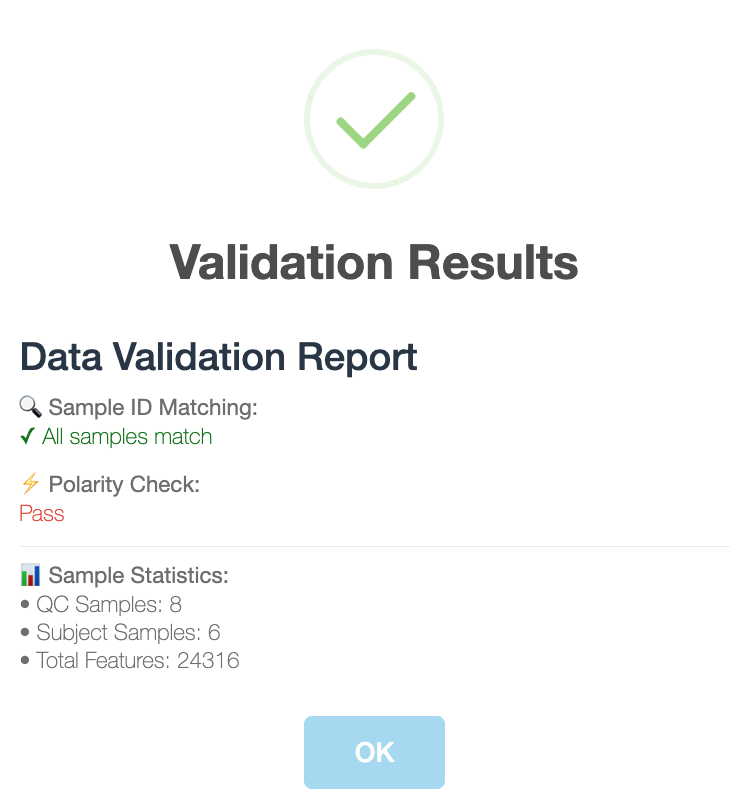 Validation Results
Data Validation Report
🔍 Sample ID Matching:
✓ All samples match
⚡ Polarity Check:
Pass
📊 Sample Statistics:
• QC Samples: 8
• Subject Samples: 6
• Total Features: 24316
OK